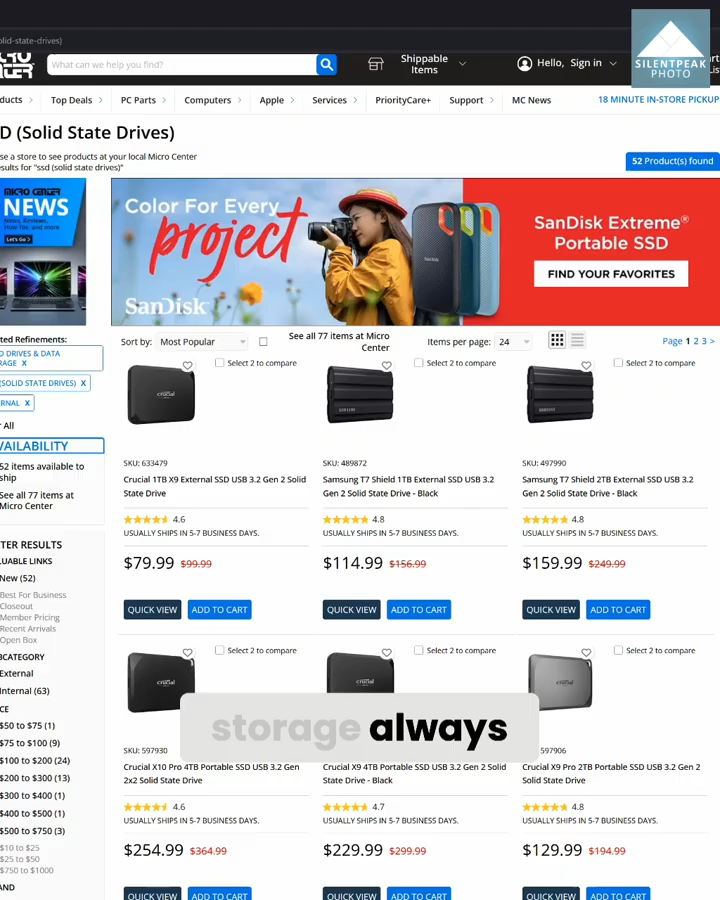 olid-state-drives)
SILENTPEAK
PHOTO
What can we help you find?
Shippable
Items
Hello, Sign in
ducts
Top Deals
PC Parts
Computers
Apple
Services
PriorityCare+
Support
MC News
18 MINUTE IN-STORE PICKUP
D (Solid State Drives)
se a store to see products at your local Micro Center
esults for "ssd (solid state drives)"
52 Product(s) found
MICRO CENTER
NEWS
News, Reviews,
How Tos, and more
Let's Go >
Color For Every
project
SanDisk
SanDisk Extreme®
Portable SSD
FIND YOUR FAVORITES
ted Refinements:
D DRIVES & DATA
RAGE X
(SOLID STATE DRIVES) X
RNAL X
r All
Sort by: Most Popular
See all 77 items at Micro
Center
Items per page: 24
Page 1 2 3 >
Select 2 to compare
Select 2 to compare
Select 2 to compare
VAILABILITY
52 items available to
ship
See all 77 items at
Micro Center
SKU: 633479
Crucial 1TB X9 External SSD USB 3.2 Gen 2 Solid
State Drive
4.6
USUALLY SHIPS IN 5-7 BUSINESS DAYS.
$79.99 $99.99
QUICK VIEW ADD TO CART
SKU: 489872
Samsung T7 Shield 1TB External SSD USB 3.2
Gen 2 Solid State Drive - Black
4.8
USUALLY SHIPS IN 5-7 BUSINESS DAYS.
$114.99 $156.99
QUICK VIEW ADD TO CART
SKU: 497990
Samsung T7 Shield 2TB External SSD USB 3.2
Gen 2 Solid State Drive - Black
4.8
USUALLY SHIPS IN 5-7 BUSINESS DAYS.
$159.99 $249.99
QUICK VIEW ADD TO CART
TER RESULTS
LUABLE LINKS
New (52)
Best For Business
Closeout
Member Pricing
Recent Arrivals
Open Box
BCATEGORY
External
Internal (63)
CE
$50 to $75 (1)
$75 to $100 (9)
$100 to $200 (24)
$200 to $300 (13)
$300 to $400 (1)
$400 to $500 (1)
$500 to $750 (3)
$10 to $25
$25 to $50
$750 to $1000
AND
Select 2 to compare
Select 2 to compare
Select 2 to compare
storage always
SKU: 597930
Crucial X10 Pro 4TB Portable SSD USB 3.2 Gen
2x2 Solid State Drive
4.6
USUALLY SHIPS IN 5-7 BUSINESS DAYS.
$254.99 $364.99
QUICK VIEW ADD TO CART
Crucial X9 4TB Portable SSD USB 3.2 Gen 2 Solid
State Drive - Black
4.7
USUALLY SHIPS IN 5-7 BUSINESS DAYS.
$229.99 $299.99
QUICK VIEW ADD TO CART
597906
Crucial X9 Pro 2TB Portable SSD USB 3.2 Gen 2
Solid State Drive
4.8
USUALLY SHIPS IN 5-7 BUSINESS DAYS.
$129.99 $194.99
QUICK VIEW ADD TO CART